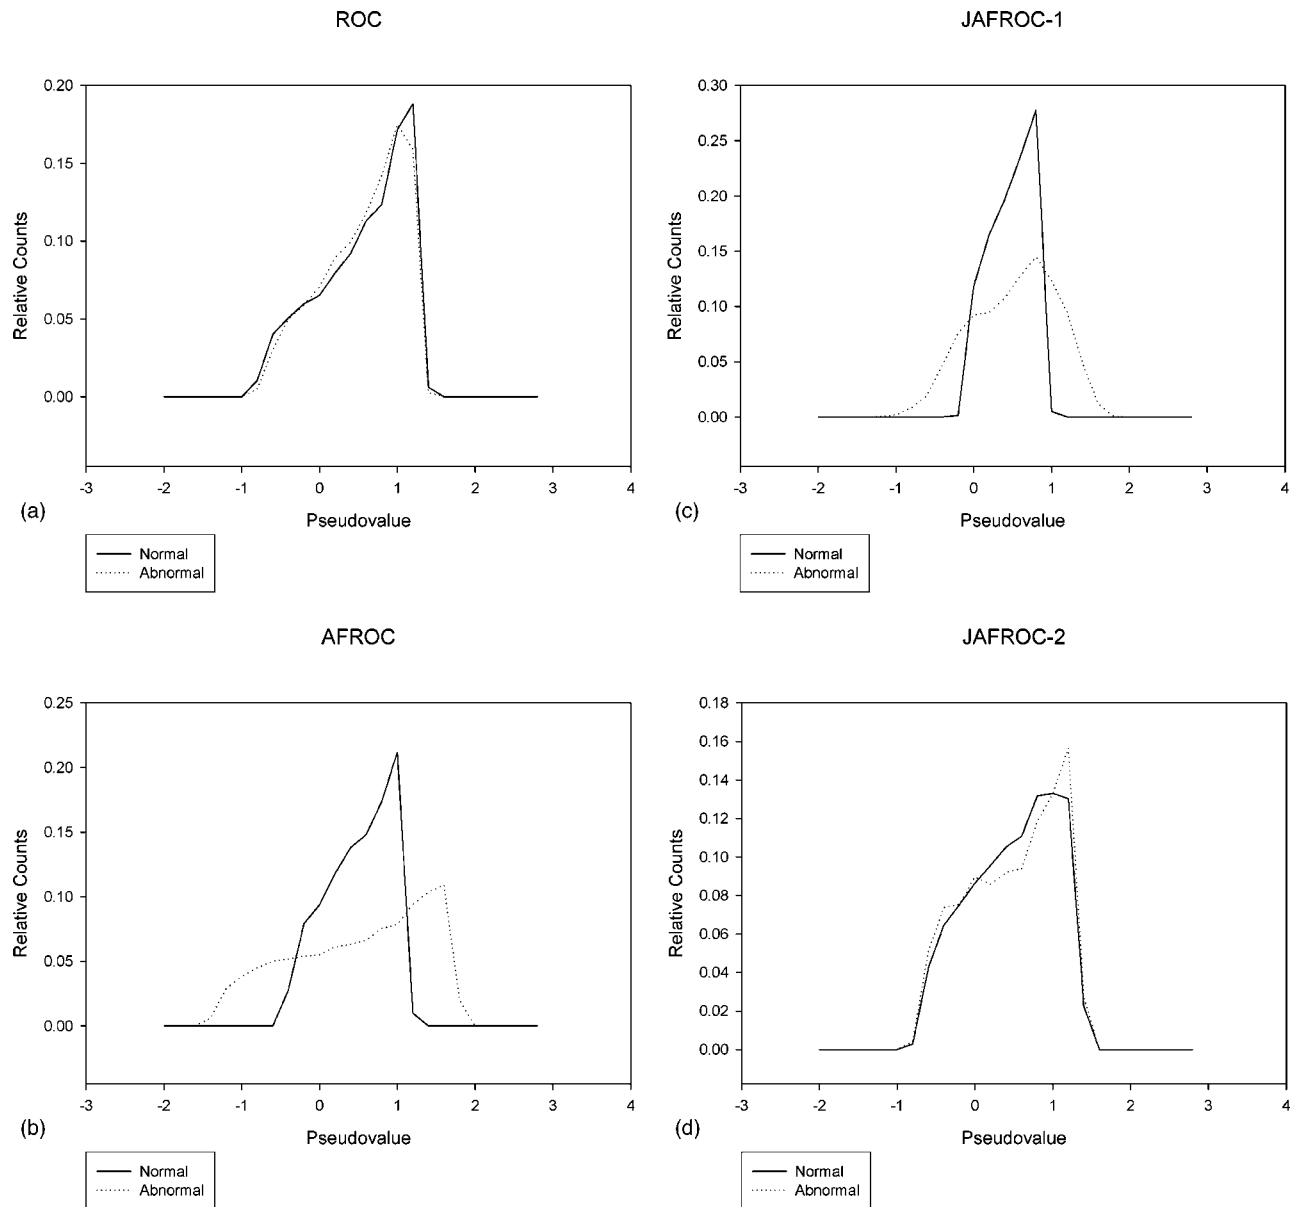 ROC
0.20
0.15
0.10
0.05
0.00
Relative Counts
-3 -2 -1 0 1 2 3 4
Pseudovalue
(a)
Normal
Abnormal
JAFROC-1
0.30
0.25
0.20
0.15
0.10
0.05
0.00
Relative Counts
-3 -2 -1 0 1 2 3 4
Pseudovalue
(c)
Normal
Abnormal
AFROC
0.25
0.20
0.15
0.10
0.05
0.00
Relative Counts
-3 -2 -1 0 1 2 3 4
Pseudovalue
(b)
Normal
Abnormal
JAFROC-2
0.18
0.16
0.14
0.12
0.10
0.08
0.06
0.04
0.02
0.00
Relative Counts
-3 -2 -1 0 1 2 3 4
Pseudovalue
(d)
Normal
Abnormal